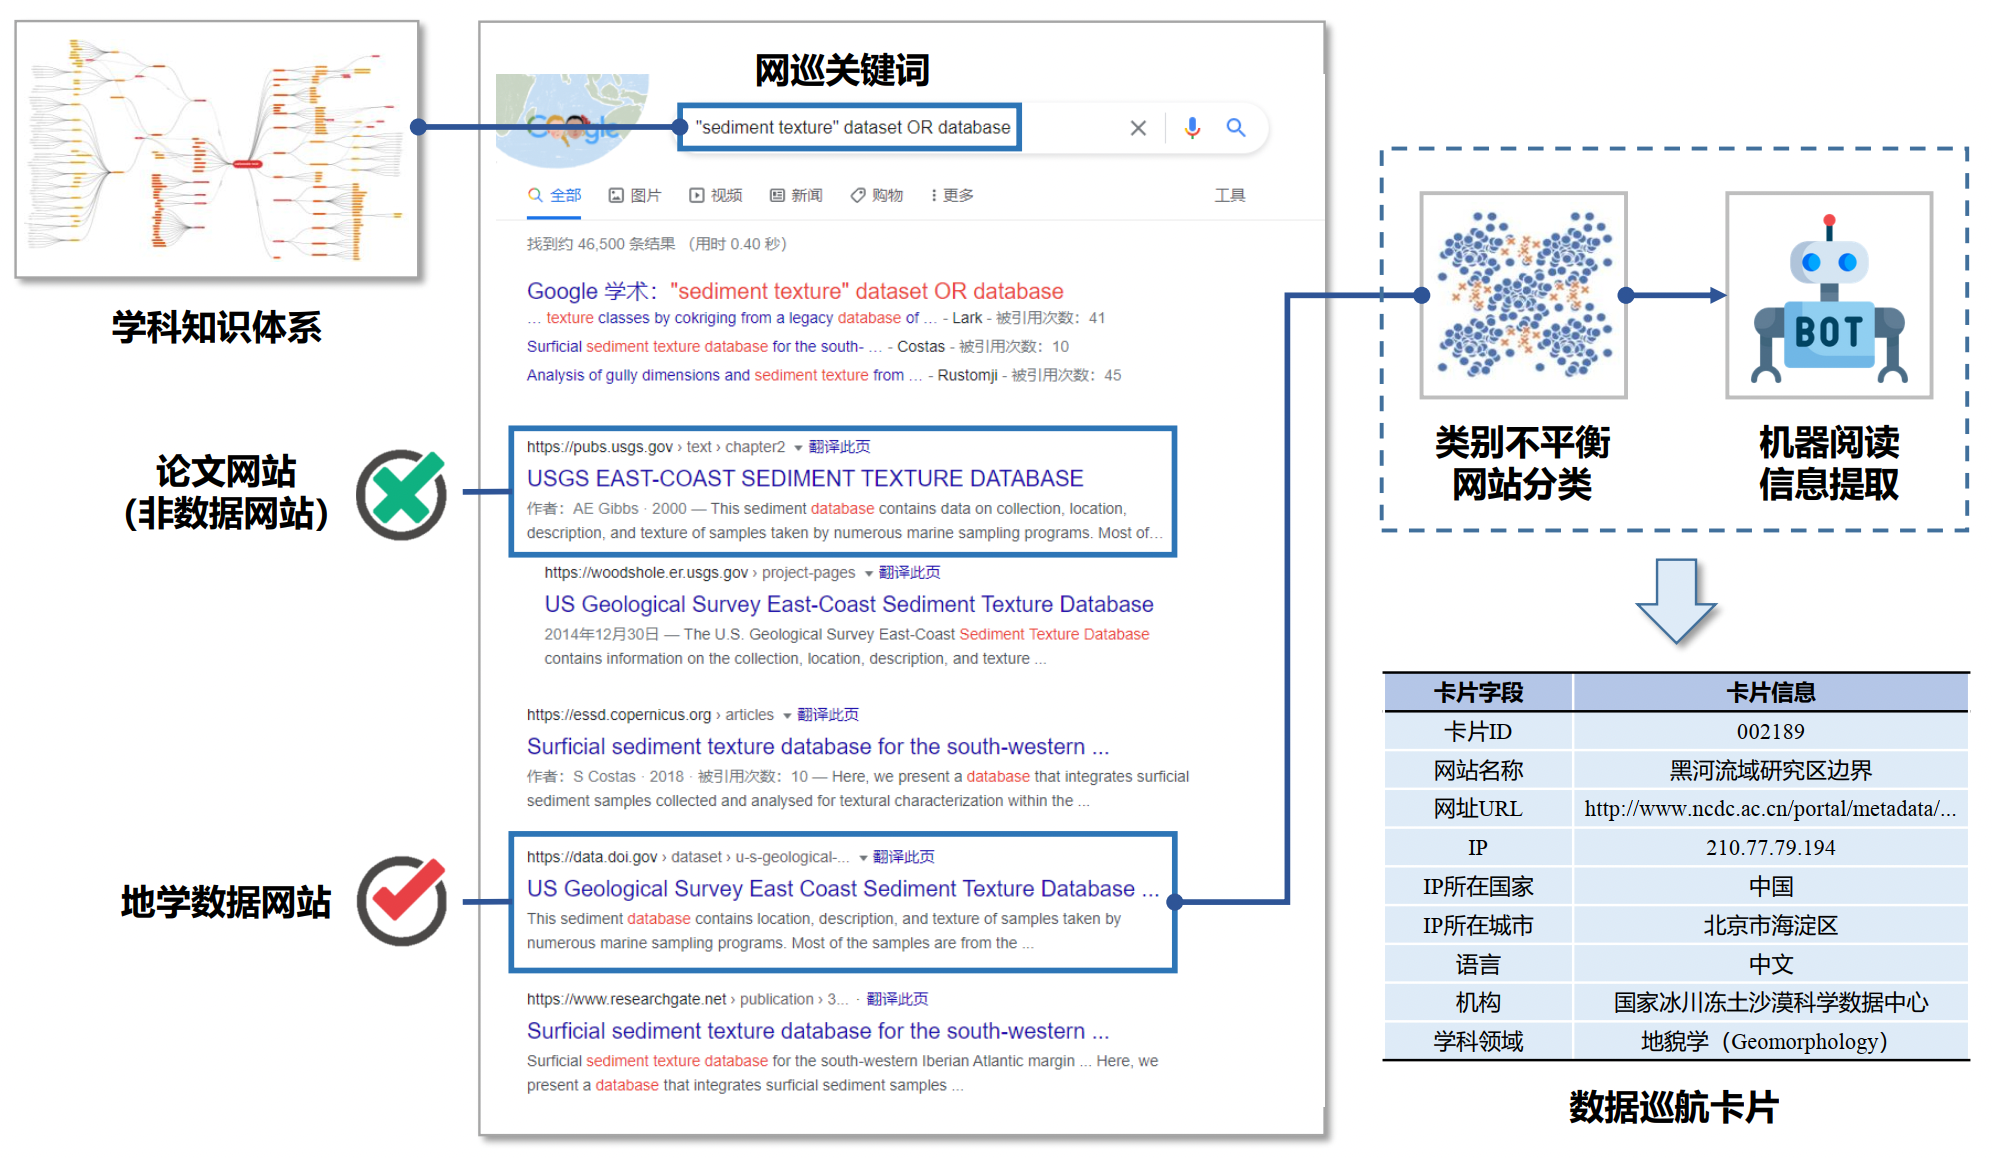 学科知识体系
网巡关键词
Google
"sediment texture" dataset OR database
全部 图片 视频 新闻 购物 更多 工具
找到约 46,500 条结果 （用时 0.40 秒）
Google 学术："sediment texture" dataset OR database
... texture classes by cokriging from a legacy database of ... - Lark - 被引用次数：41
Surficial sediment texture database for the south- ... - Costas - 被引用次数：10
Analysis of gully dimensions and sediment texture from ... - Rustomji - 被引用次数：45
论文网站
（非数据网站）
https://pubs.usgs.gov › text › chapter2 翻译此页
USGS EAST-COAST SEDIMENT TEXTURE DATABASE
作者：AE Gibbs · 2000 — This sediment database contains data on collection, location,
description, and texture of samples taken by numerous marine sampling programs. Most of...
https://woodshole.er.usgs.gov › project-pages 翻译此页
US Geological Survey East-Coast Sediment Texture Database
2014年12月30日 — The U.S. Geological Survey East-Coast Sediment Texture Database
contains information on the collection, location, description, and texture ...
https://essd.copernicus.org › articles 翻译此页
Surficial sediment texture database for the south-western ...
作者：S Costas · 2018 · 被引用次数：10 — Here, we present a database that integrates surficial
sediment samples collected and analysed for textural characterization within the ...
地学数据网站
https://data.doi.gov › dataset › u-s-geological-... 翻译此页
US Geological Survey East Coast Sediment Texture Database ...
This sediment database contains location, description, and texture of samples taken by
numerous marine sampling programs. Most of the samples are from the ...
https://www.researchgate.net › publication › 3... · 翻译此页
Surficial sediment texture database for the south-western ...
Surficial sediment texture database for the south-western Iberian Atlantic margin ... Here, we
present a database that integrates surficial sediment samples ...
BOT
类别不平衡
网站分类
机器阅读
信息提取
卡片字段 卡片信息
卡片ID 002189
网站名称 黑河流域研究区边界
网址URL http://www.ncdc.ac.cn/portal/metadata/...
IP 210.77.79.194
IP所在国家 中国
IP所在城市 北京市海淀区
语言 中文
机构 国家冰川冻土沙漠科学数据中心
学科领域 地貌学（Geomorphology）
数据巡航卡片